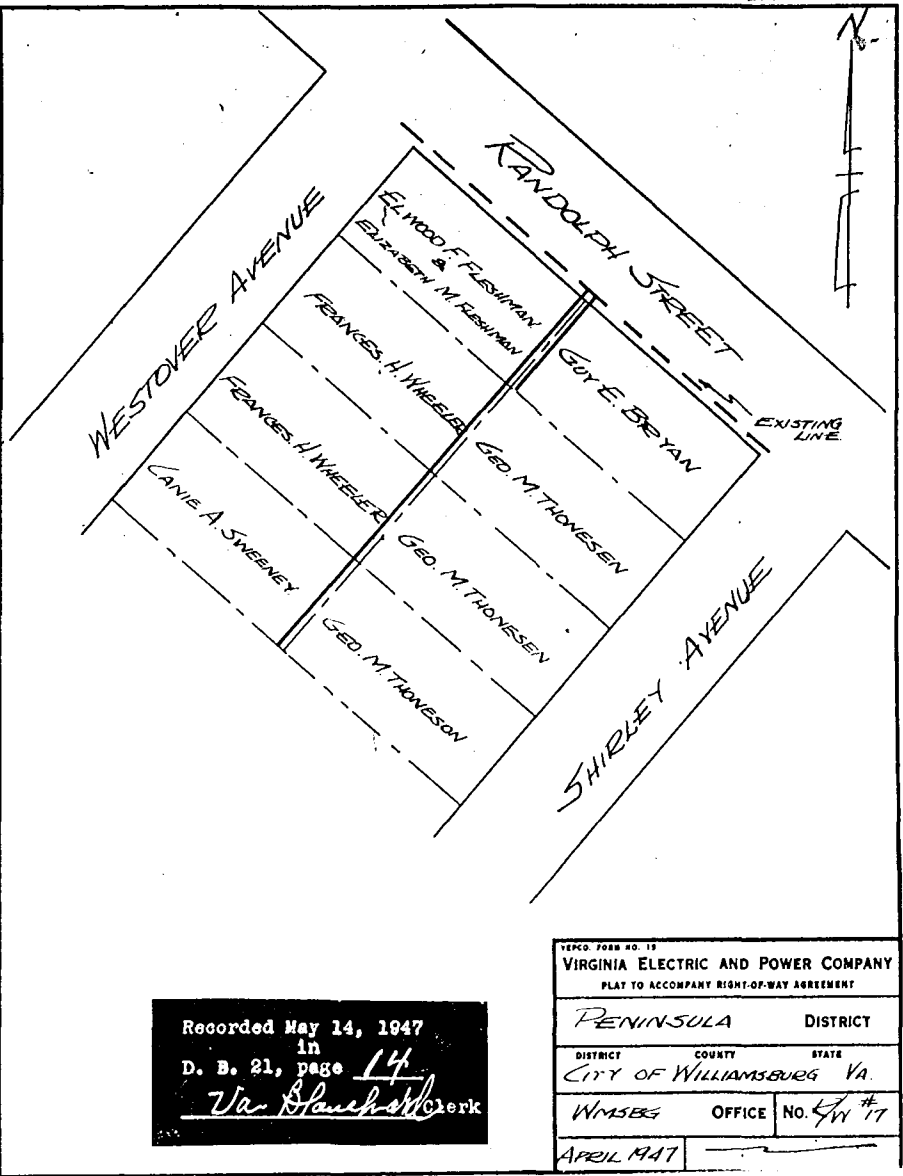 N.
RANDOLPH STREET
WESTOVER AVENUE
ELWOOD F. FLESHMAN
&
ELIZABETH M. FLESHMAN
FRANCES. H. WHEELER
FRANCES. H. WHEELER
LANIE A. SWEENEY
GUY E. BRYAN
GEO. M. THONESEN
GEO. M. THONESEN
GEO. M. THONESON
EXISTING
LINE.
SHIRLEY AVENUE
VEPCO. FORM NO. 15
VIRGINIA ELECTRIC AND POWER COMPANY
PLAT TO ACCOMPANY RIGHT-OF-WAY AGREEMENT
PENINSULA DISTRICT
DISTRICT COUNTY STATE
CITY OF WILLIAMSBURG VA.
WMSBG OFFICE No. #17
APRIL 1947
Recorded May 14, 1947
in
D. B. 21, page 14
Clerk